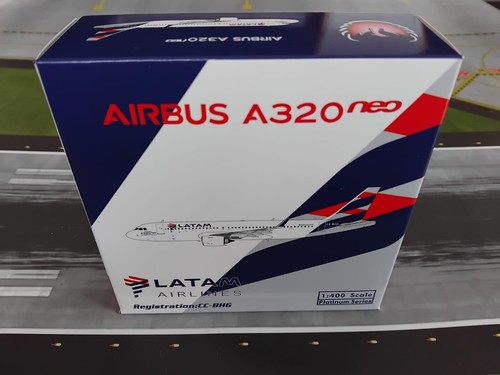 AIRBUS A320neo
AIRBUS A320neo
LATAM
LATAM
AIRLINES
Registration:CC-BHG
1:400 Scale
Platinum Series